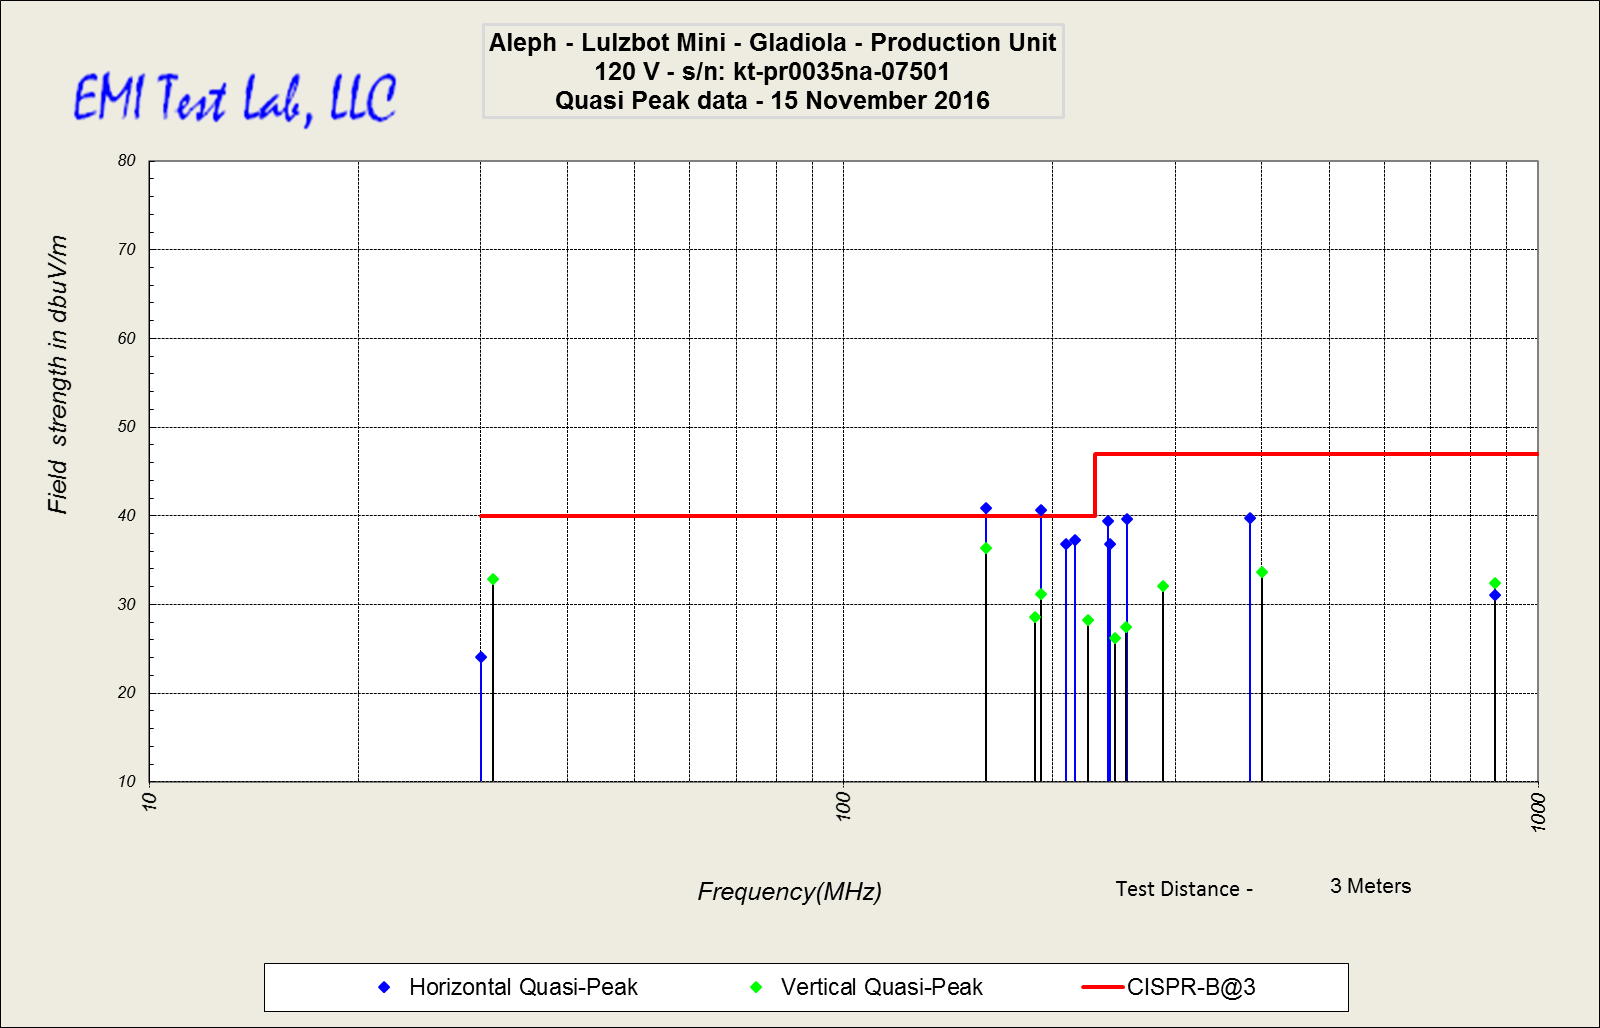 Aleph - Lulzbot Mini - Gladiola - Production Unit
120 V - s/n: kt-pr0035na-07501
Quasi Peak data - 15 November 2016
EMI Test Lab, LLC
Field strength in dbuV/m
80
70
60
50
40
30
20
10
10
100
1000
Frequency(MHz)
Test Distance -
3 Meters
Horizontal Quasi-Peak
Vertical Quasi-Peak
CISPR-B@3